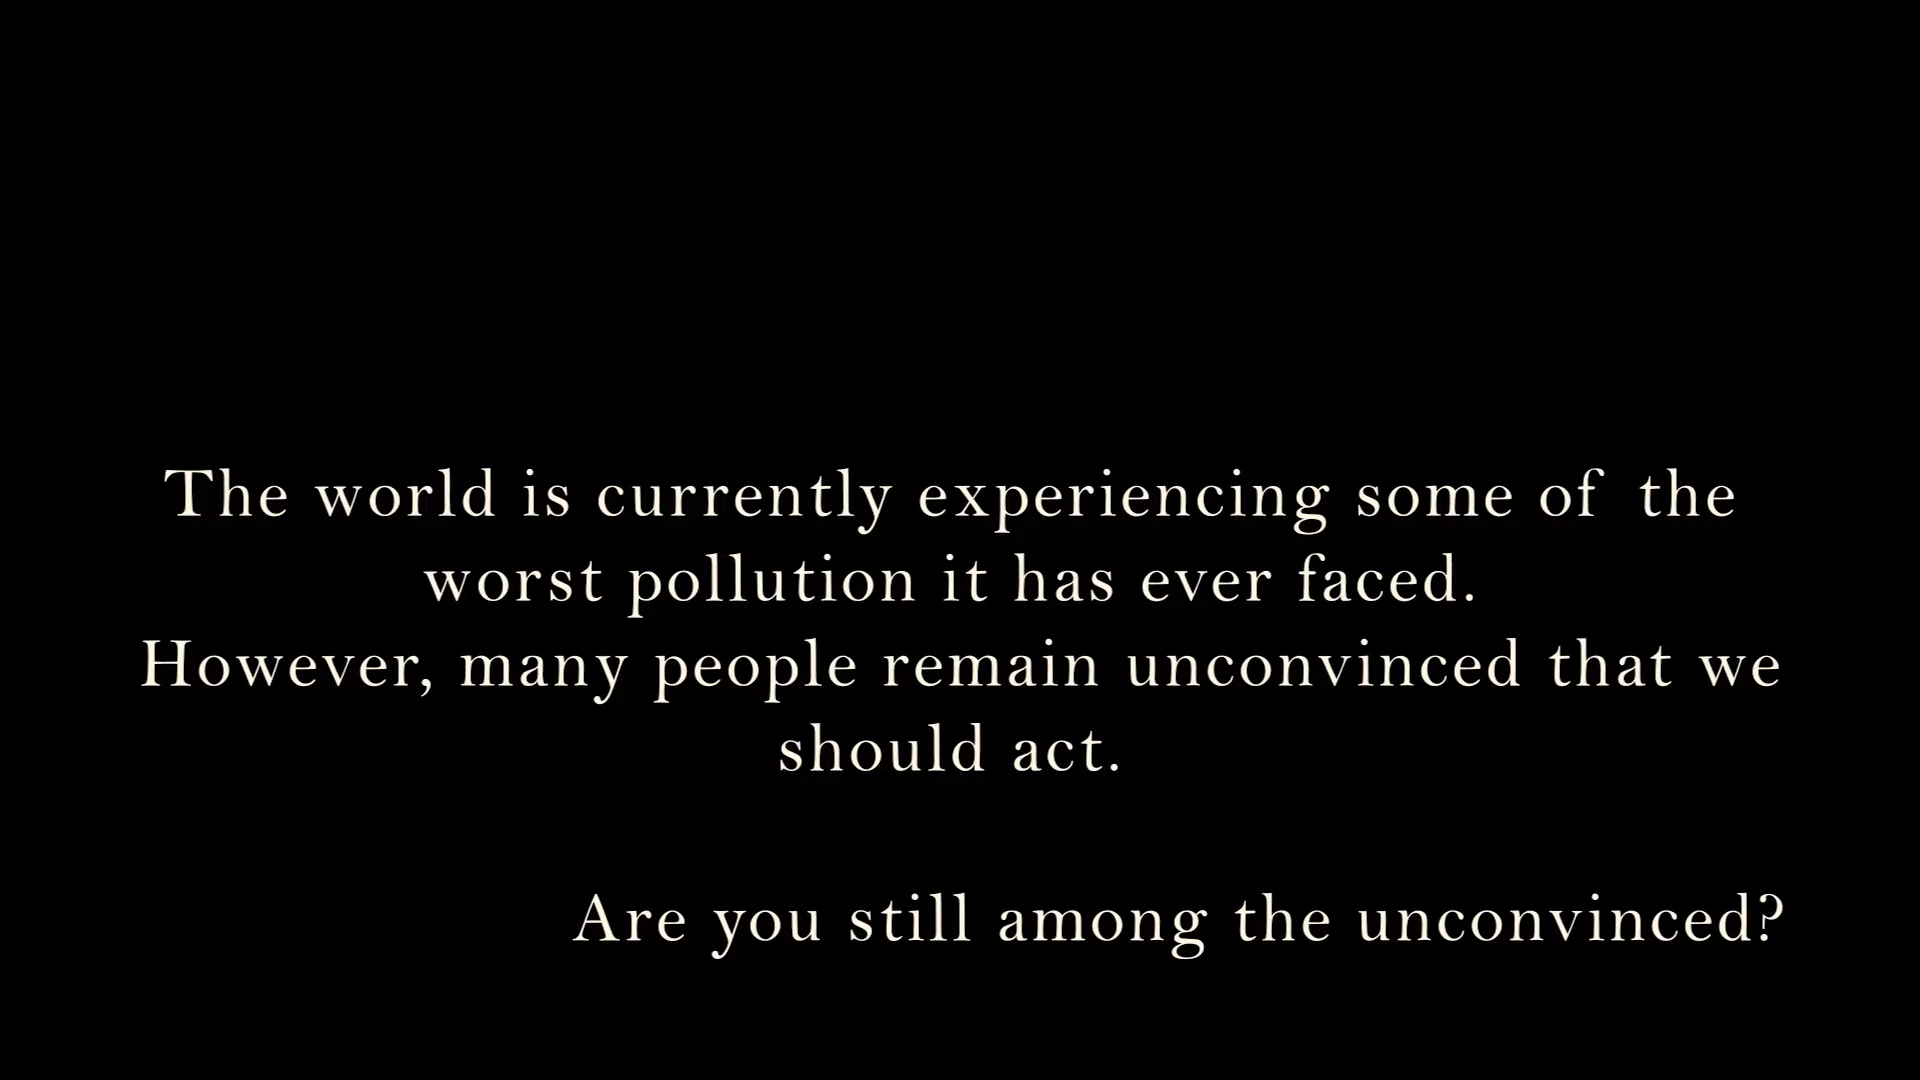 The world is currently experiencing some of the
worst pollution it has ever faced.
However, many people remain unconvinced that we
should act.
Are you still among the unconvinced?